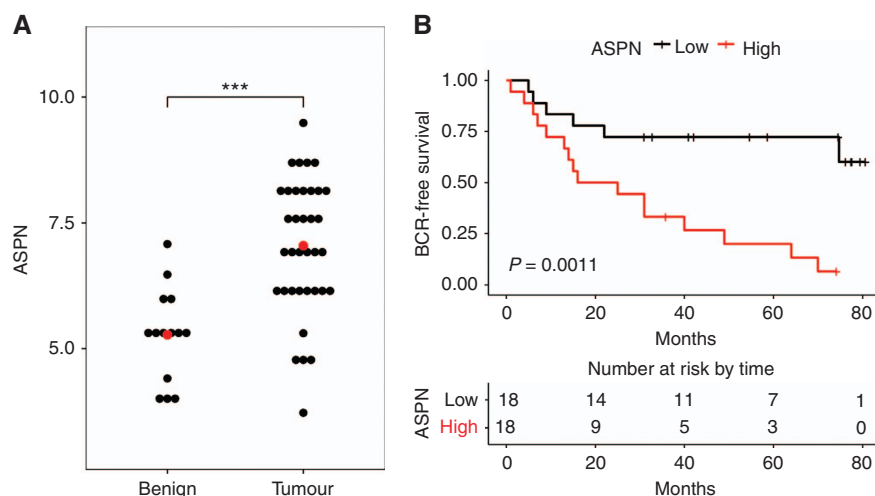 A
***
10.0
7.5
5.0
ASPN
Benign
Tumour
B
ASPN Low High
1.00
0.75
0.50
0.25
0.00
BCR-free survival
P = 0.0011
0 20 40 60 80
Months
Number at risk by time
ASPN
Low 18 14 11 7 1
High 18 9 5 3 0
0 20 40 60 80
Months